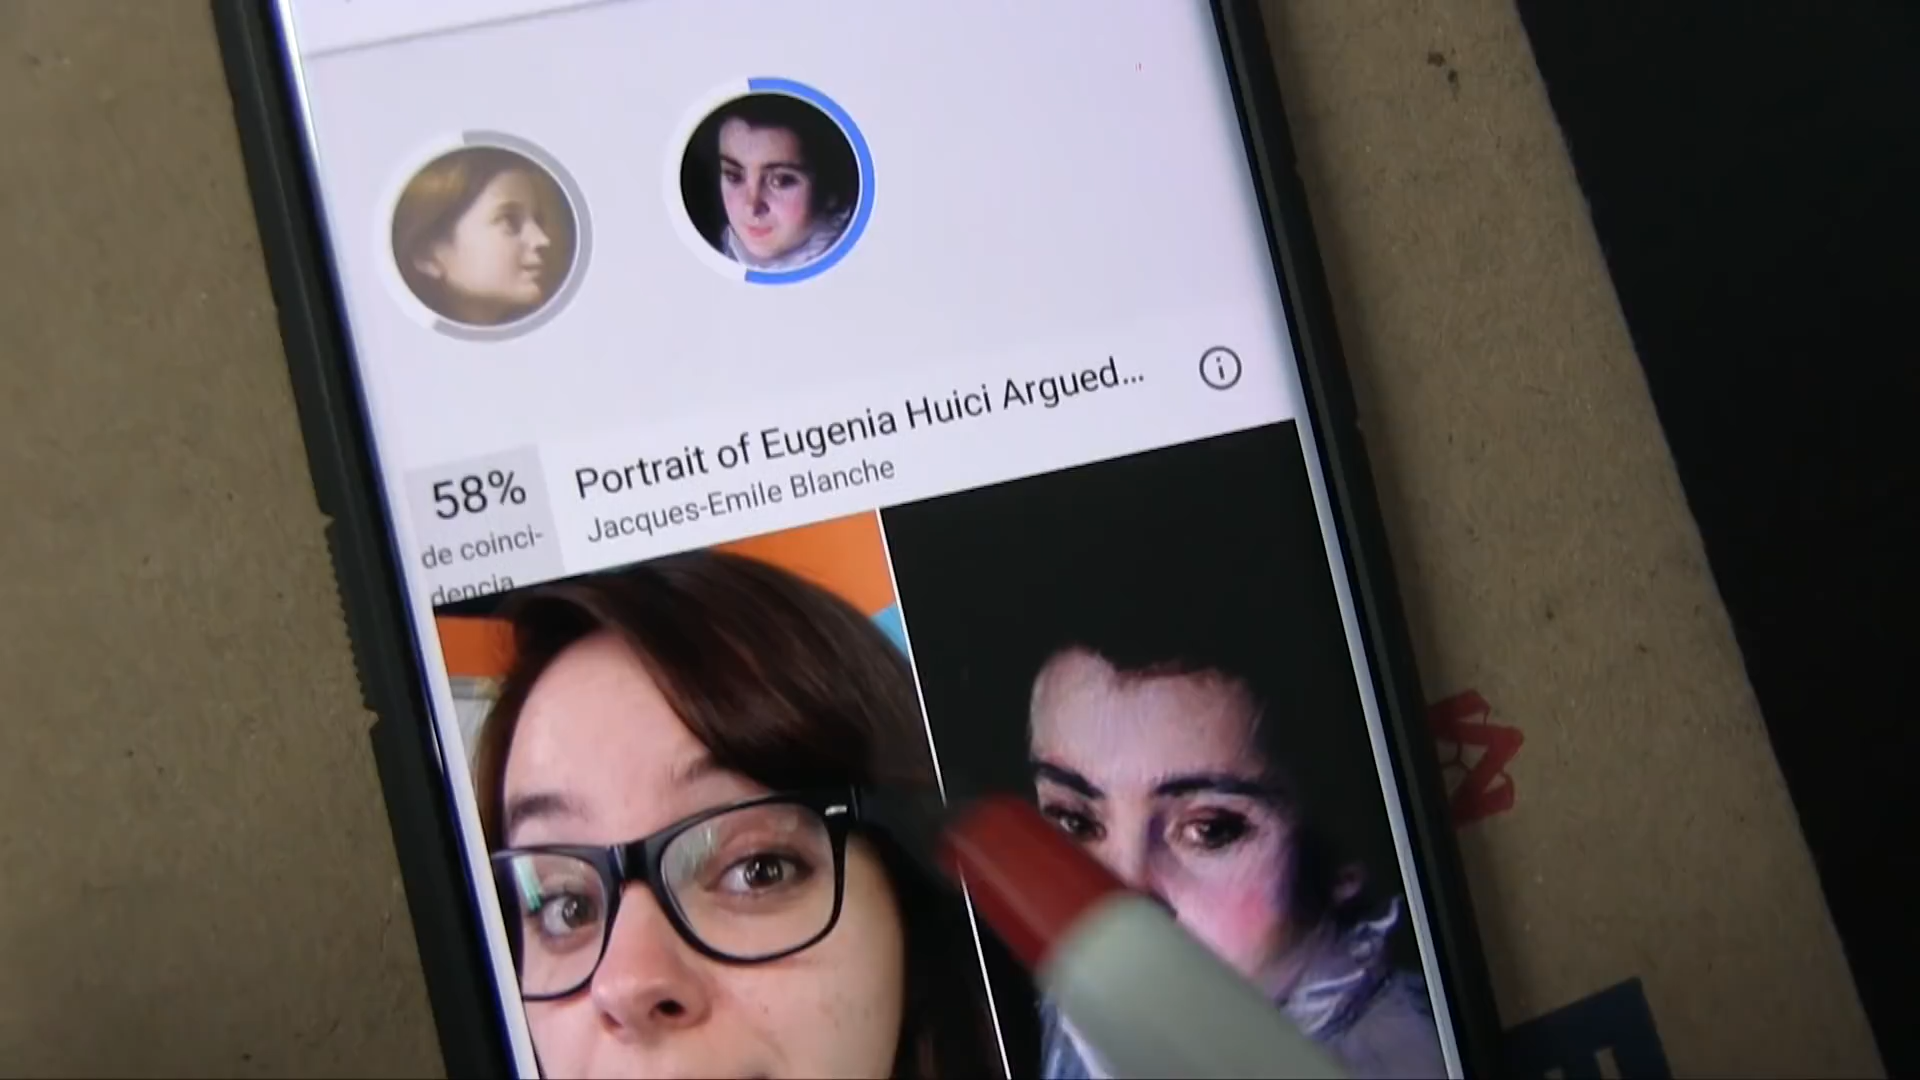 Portrait of Eugenia Huici Argued...
Jacques-Emile Blanche
58%
de coinci-
dencia